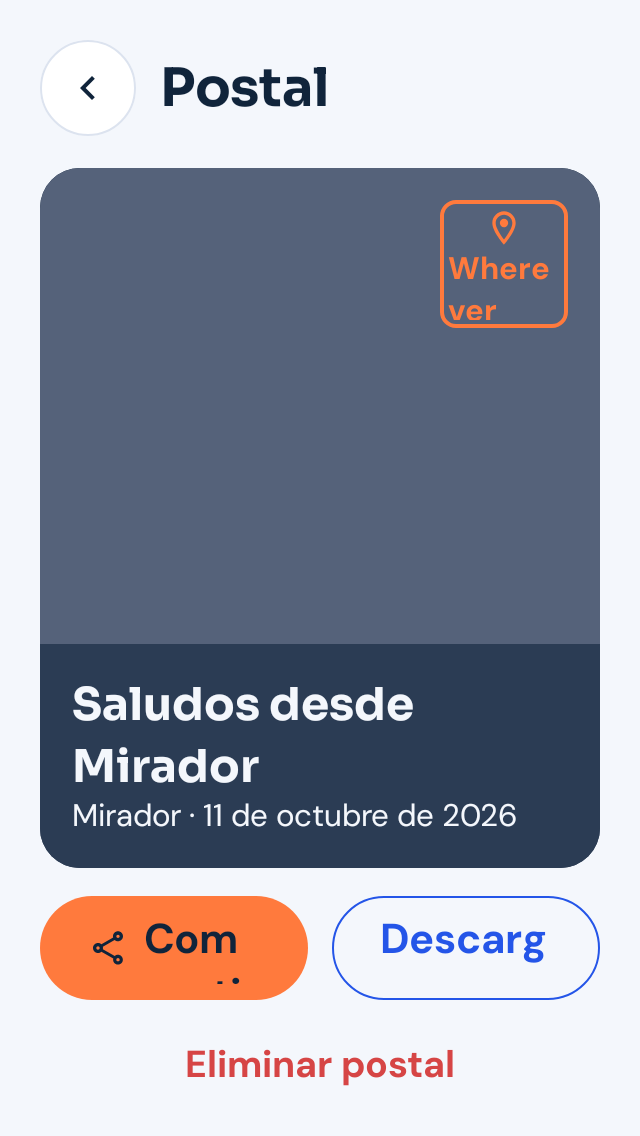 Postal
Where
ver
Saludos desde
Mirador
Mirador · 11 de octubre de 2026
Com
Descarg
Eliminar postal